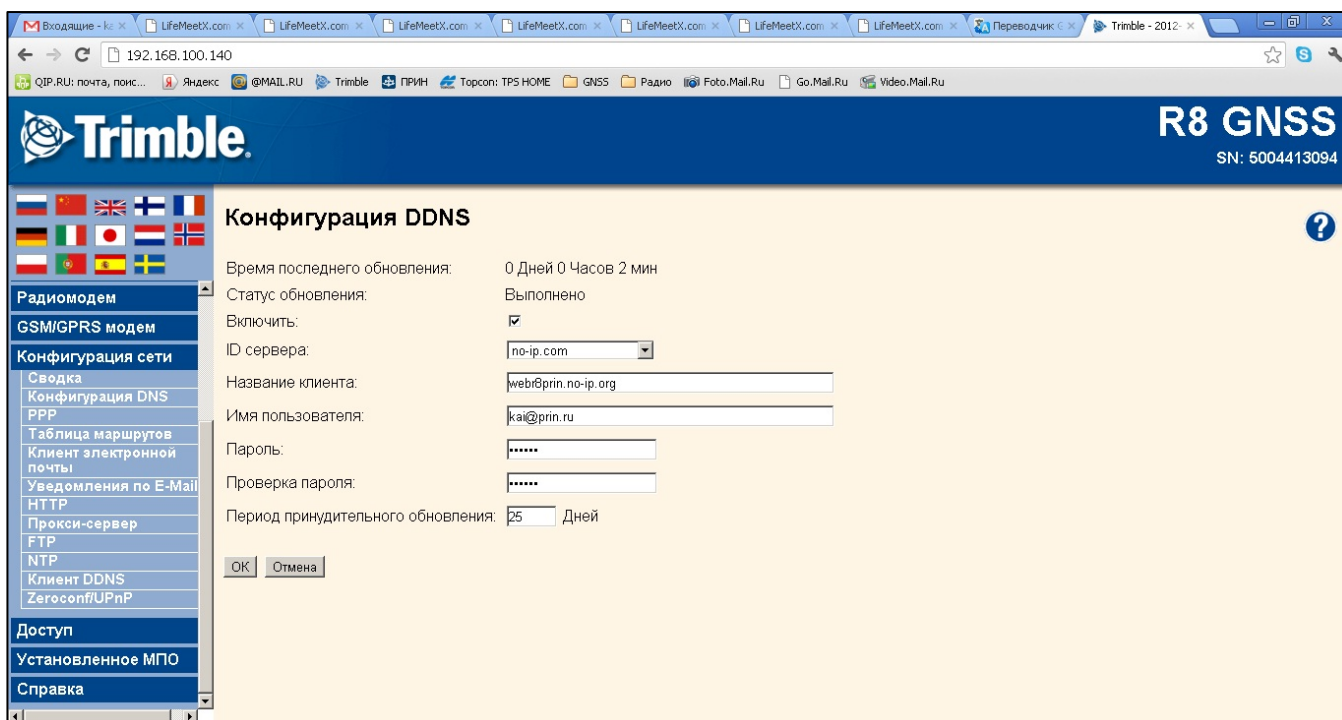 Входящие - ka
LifeMeetX.com
LifeMeetX.com
LifeMeetX.com
LifeMeetX.com
LifeMeetX.com
LifeMeetX.com
LifeMeetX.com
Переводчик G
Trimble - 2012-
192.168.100.140
QIP.RU: почта, поис...
Яндекс
@MAIL.RU
Trimble
ПРИН
Topcon: TPS HOME
GNSS
Радио
Foto.Mail.Ru
Go.Mail.Ru
Video.Mail.Ru
Trimble.
R8 GNSS
SN: 5004413094
Радиомодем
GSM/GPRS модем
Конфигурация сети
Сводка
Конфигурация DNS
PPP
Таблица маршрутов
Клиент электронной
почты
Уведомления по E-Mail
HTTP
Прокси-сервер
FTP
NTP
Клиент DDNS
Zeroconf/UPnP
Доступ
Установленное МПО
Справка
Конфигурация DDNS
Время последнего обновления: 0 Дней 0 Часов 2 мин
Статус обновления: Выполнено
Включить:
ID сервера: no-ip.com
Название клиента: webr8prin.no-ip.org
Имя пользователя: kai@prin.ru
Пароль: ••••••
Проверка пароля: ••••••
Период принудительного обновления: 25 Дней
OK Отмена